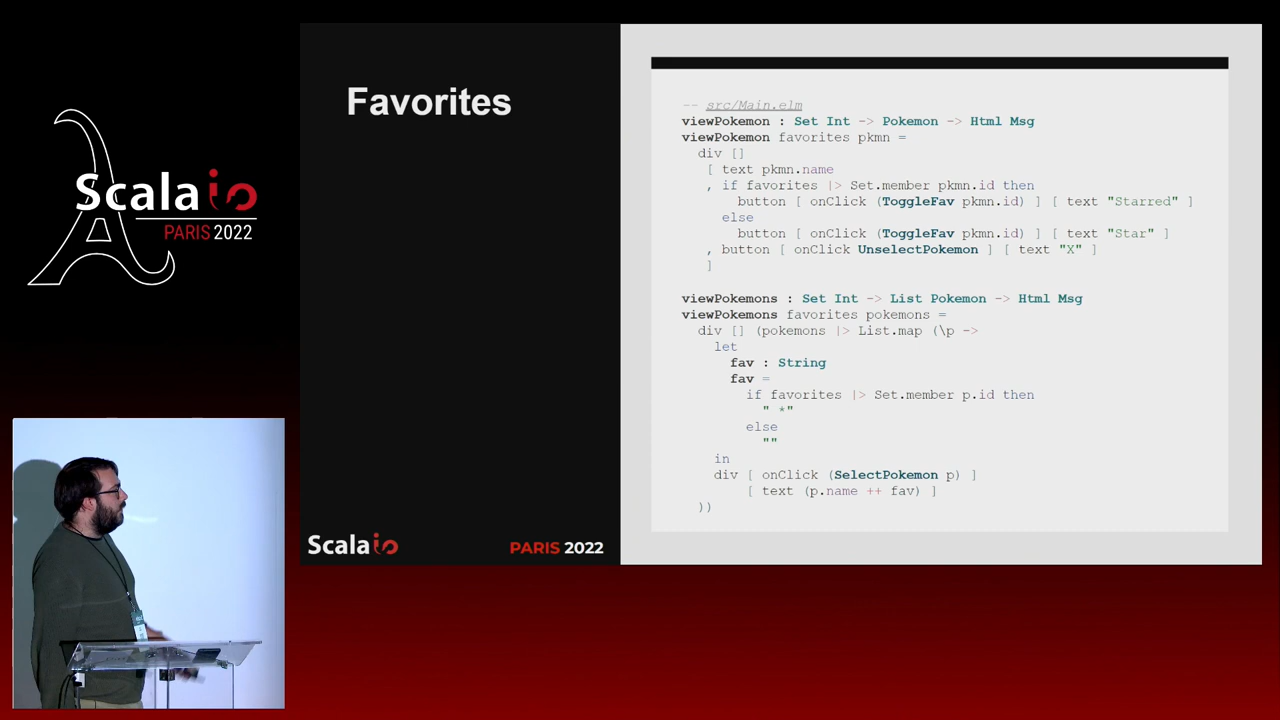 Scala io
PARIS 2022
Favorites
-- src/Main.elm
viewPokemon : Set Int -> Pokemon -> Html Msg
viewPokemon favorites pkmn =
  div []
   [ text pkmn.name
   , if favorites |> Set.member pkmn.id then
       button [ onClick (ToggleFav pkmn.id) ] [ text "Starred" ]
     else
       button [ onClick (ToggleFav pkmn.id) ] [ text "Star" ]
   , button [ onClick UnselectPokemon ] [ text "X" ]
   ]
viewPokemons : Set Int -> List Pokemon -> Html Msg
viewPokemons favorites pokemons =
  div [] (pokemons |> List.map (\p ->
    let
      fav : String
      fav =
        if favorites |> Set.member p.id then
          " *"
        else
          ""
    in
    div [ onClick (SelectPokemon p) ]
        [ text (p.name ++ fav) ]
  ))
Scala io
PARIS 2022